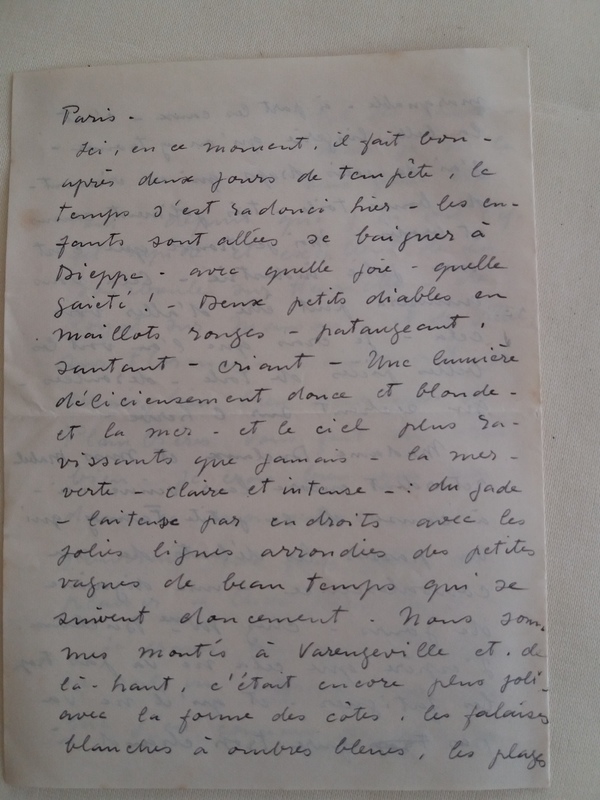 Paris -
Ici, en ce moment, il fait bon -
après deux jours de tempête, le
temps s'est radouci hier - les en-
fants sont allées se baigner à
Dieppe - avec quelle joie - quelle
gaieté ! - Deux petits diables en
maillots rouges - patangeant,
sautant - criant - Une lumière
délicieusement douce et blonde -
et la mer - et le ciel plus ra-
vissants que jamais - la mer -
verte - claire et intense - : du jade
- laiteuse par endroits avec les
jolies lignes arrondies des petites
vagues de beau temps qui se
suivent doucement - Nous som-
mes montés à Varengeville et, de
là-haut, c'était encore plus joli -
avec la forme des côtes, les falaises
blanches à ombres bleues, les plages